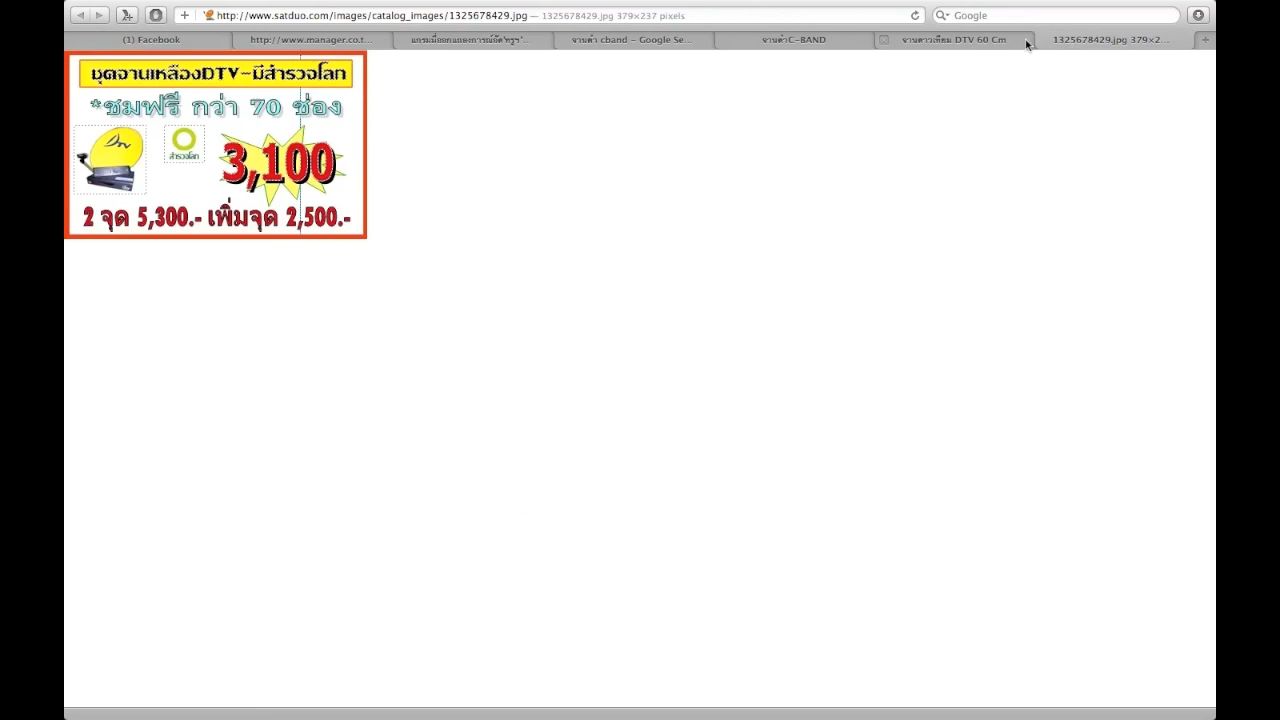 http://www.satduo.com/images/catalog_images/1325678429.jpg — 1325678429.jpg 379×237 pixels
Google
(1) Facebook
http://www.manager.co.t...
จานดำ cband – Google Se...
จานดำC-BAND
จานดาวเทียม DTV 60 Cm
1325678429.jpg 379×2...
ชุดจานเหลืองDTV-มีสำรวจโลก
*ชมฟรี กว่า 70 ช่อง
DTV
สำรวจโลก
3,100
2 จุด 5,300.- เพิ่มจุด 2,500.-